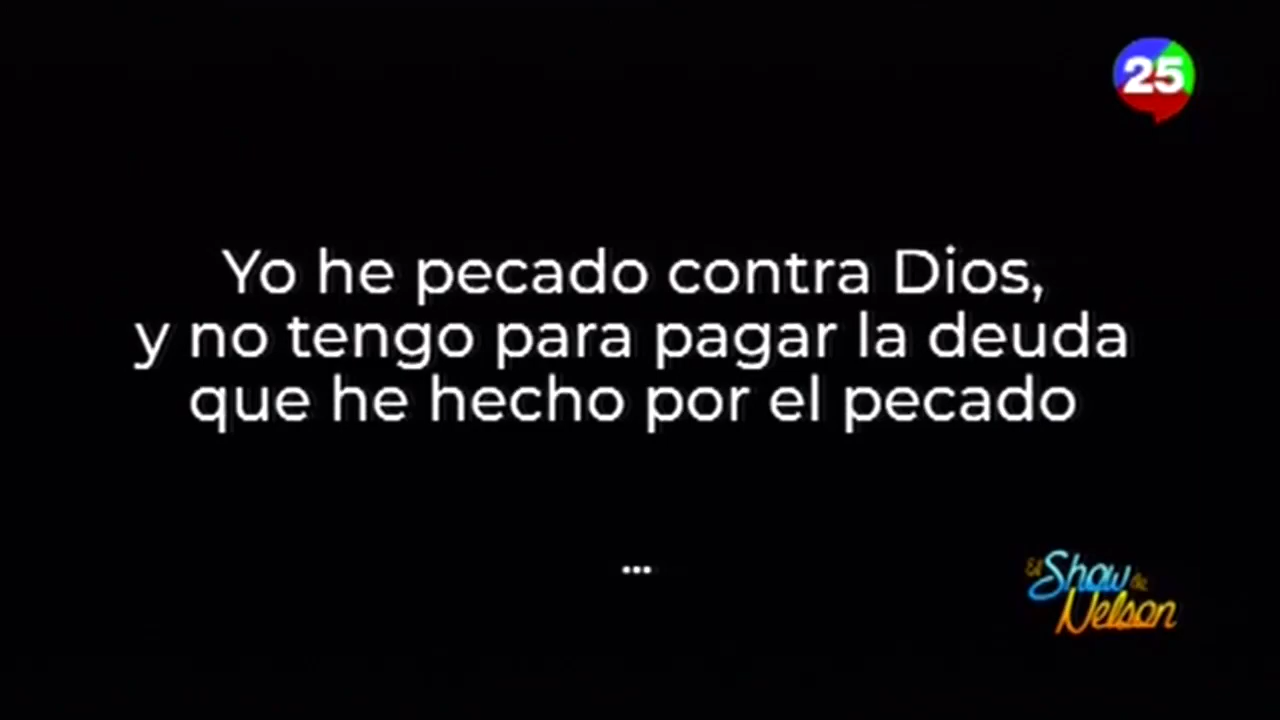 25
Yo he pecado contra Dios,
y no tengo para pagar la deuda
que he hecho por el pecado
...
El Show de
Nelson